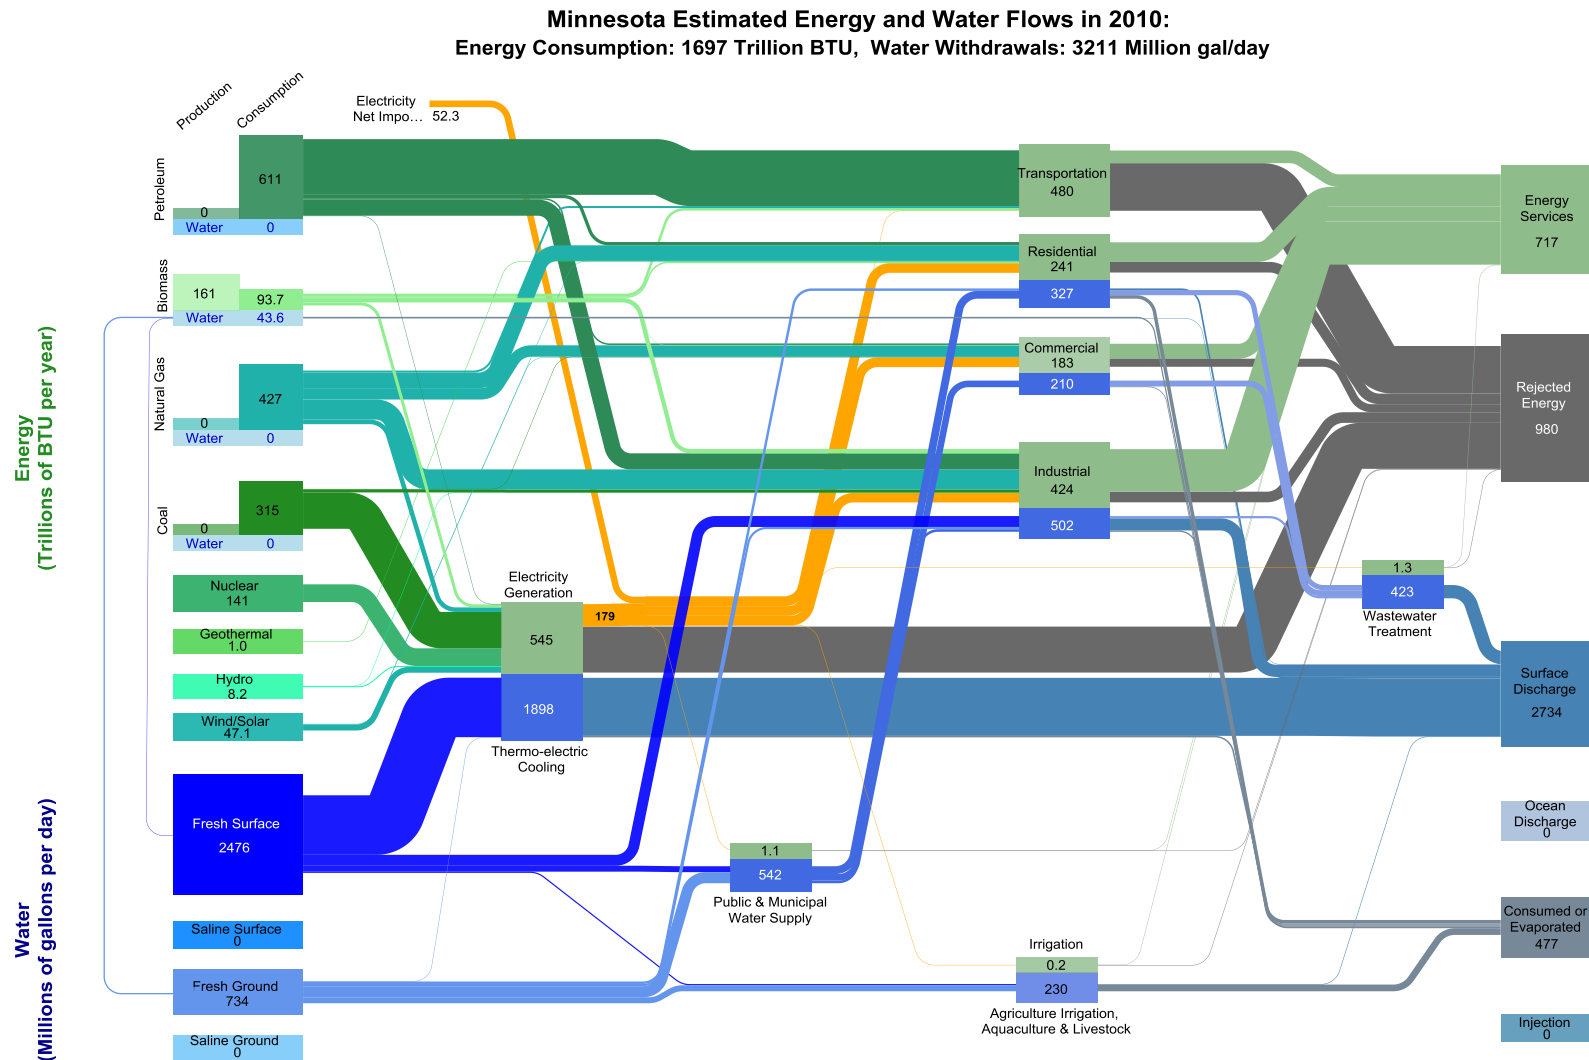 Minnesota Estimated Energy and Water Flows in 2010:
Energy Consumption: 1697 Trillion BTU,  Water Withdrawals: 3211 Million gal/day
Production
Consumption
Electricity
Net Impo…
52.3
Energy
(Trillions of BTU per year)
Water
(Millions of gallons per day)
Petroleum
611
0
Water
0
Biomass
161
93.7
Water
43.6
Natural Gas
427
0
Water
0
Coal
315
0
Water
0
Nuclear
141
Geothermal
1.0
Hydro
8.2
Wind/Solar
47.1
Fresh Surface
2476
Saline Surface
0
Fresh Ground
734
Saline Ground
0
Electricity
Generation
545
179
1898
Thermo-electric
Cooling
1.1
542
Public & Municipal
Water Supply
Transportation
480
Residential
241
327
Commercial
183
210
Industrial
424
502
Irrigation
0.2
230
Agriculture Irrigation,
Aquaculture & Livestock
1.3
423
Wastewater
Treatment
Energy
Services
717
Rejected
Energy
980
Surface
Discharge
2734
Ocean
Discharge
0
Consumed or
Evaporated
477
Injection
0